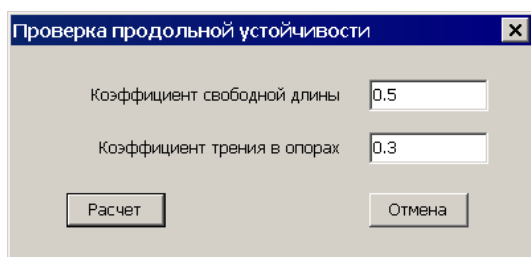 Проверка продольной устойчивости
Коэффициент свободной длины 0.5
Коэффициент трения в опорах 0.3
Расчет Отмена